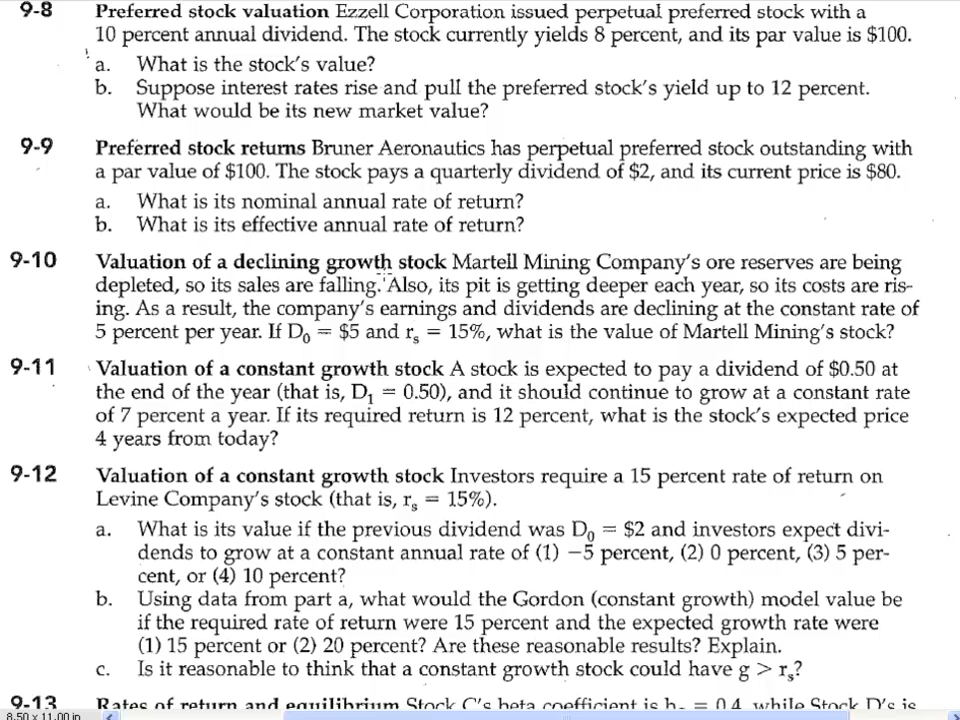 9-8 Preferred stock valuation Ezzell Corporation issued perpetual preferred stock with a
10 percent annual dividend. The stock currently yields 8 percent, and its par value is $100.
a. What is the stock's value?
b. Suppose interest rates rise and pull the preferred stock's yield up to 12 percent.
What would be its new market value?
9-9 Preferred stock returns Bruner Aeronautics has perpetual preferred stock outstanding with
a par value of $100. The stock pays a quarterly dividend of $2, and its current price is $80.
a. What is its nominal annual rate of return?
b. What is its effective annual rate of return?
9-10 Valuation of a declining growth stock Martell Mining Company's ore reserves are being
depleted, so its sales are falling. Also, its pit is getting deeper each year, so its costs are ris-
ing. As a result, the company's earnings and dividends are declining at the constant rate of
5 percent per year. If D₀ = $5 and rₛ = 15%, what is the value of Martell Mining's stock?
9-11 Valuation of a constant growth stock A stock is expected to pay a dividend of $0.50 at
the end of the year (that is, D₁ = 0.50), and it should continue to grow at a constant rate
of 7 percent a year. If its required return is 12 percent, what is the stock's expected price
4 years from today?
9-12 Valuation of a constant growth stock Investors require a 15 percent rate of return on
Levine Company's stock (that is, rₛ = 15%).
a. What is its value if the previous dividend was D₀ = $2 and investors expect divi-
dends to grow at a constant annual rate of (1) −5 percent, (2) 0 percent, (3) 5 per-
cent, or (4) 10 percent?
b. Using data from part a, what would the Gordon (constant growth) model value be
if the required rate of return were 15 percent and the expected growth rate were
(1) 15 percent or (2) 20 percent? Are these reasonable results? Explain.
c. Is it reasonable to think that a constant growth stock could have g > rₛ?
9-13 Rates of return and equilibrium Stock C's beta coefficient is = 0.4, while Stock D's is
8.50 x 11.00 in